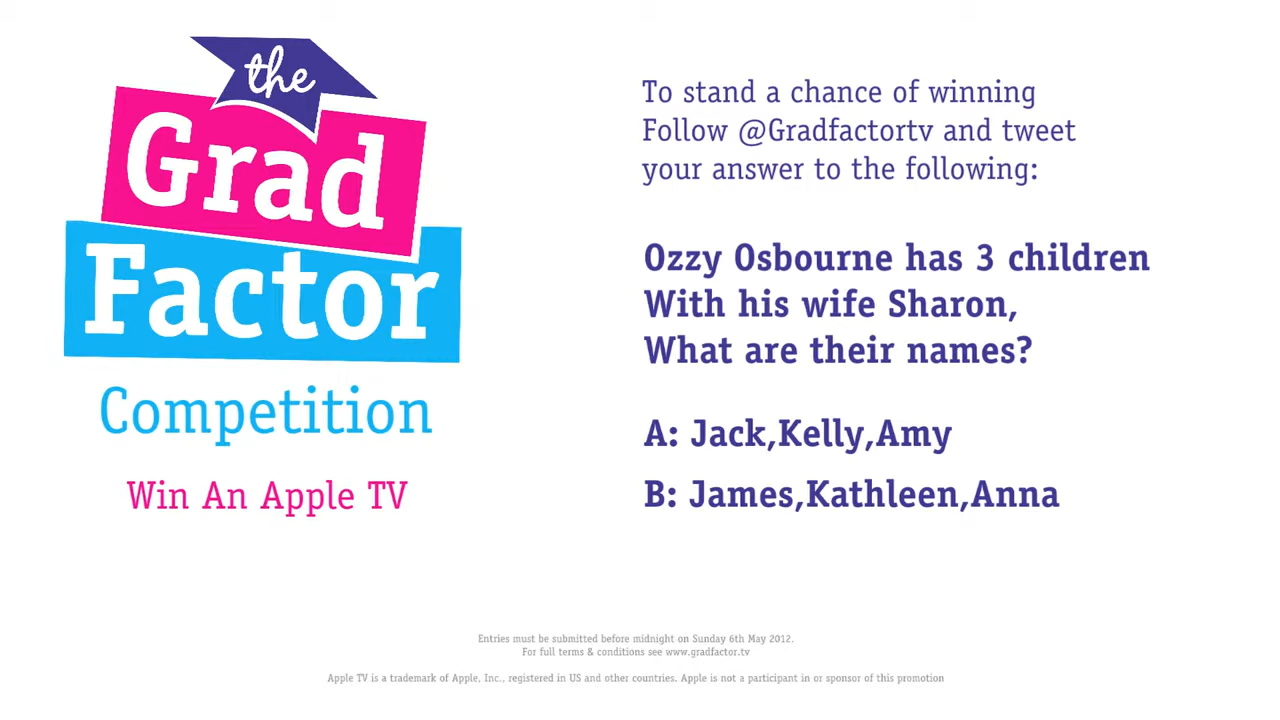 the
Grad
Factor
Competition
Win An Apple TV
To stand a chance of winning
Follow @Gradfactortv and tweet
your answer to the following:
Ozzy Osbourne has 3 children
With his wife Sharon,
What are their names?
A: Jack,Kelly,Amy
B: James,Kathleen,Anna
Entries must be submitted before midnight on Sunday 6th May 2012.
For full terms & conditions see www.gradfactor.tv
Apple TV is a trademark of Apple, Inc., registered in US and other countries. Apple is not a participant in or sponsor of this promotion